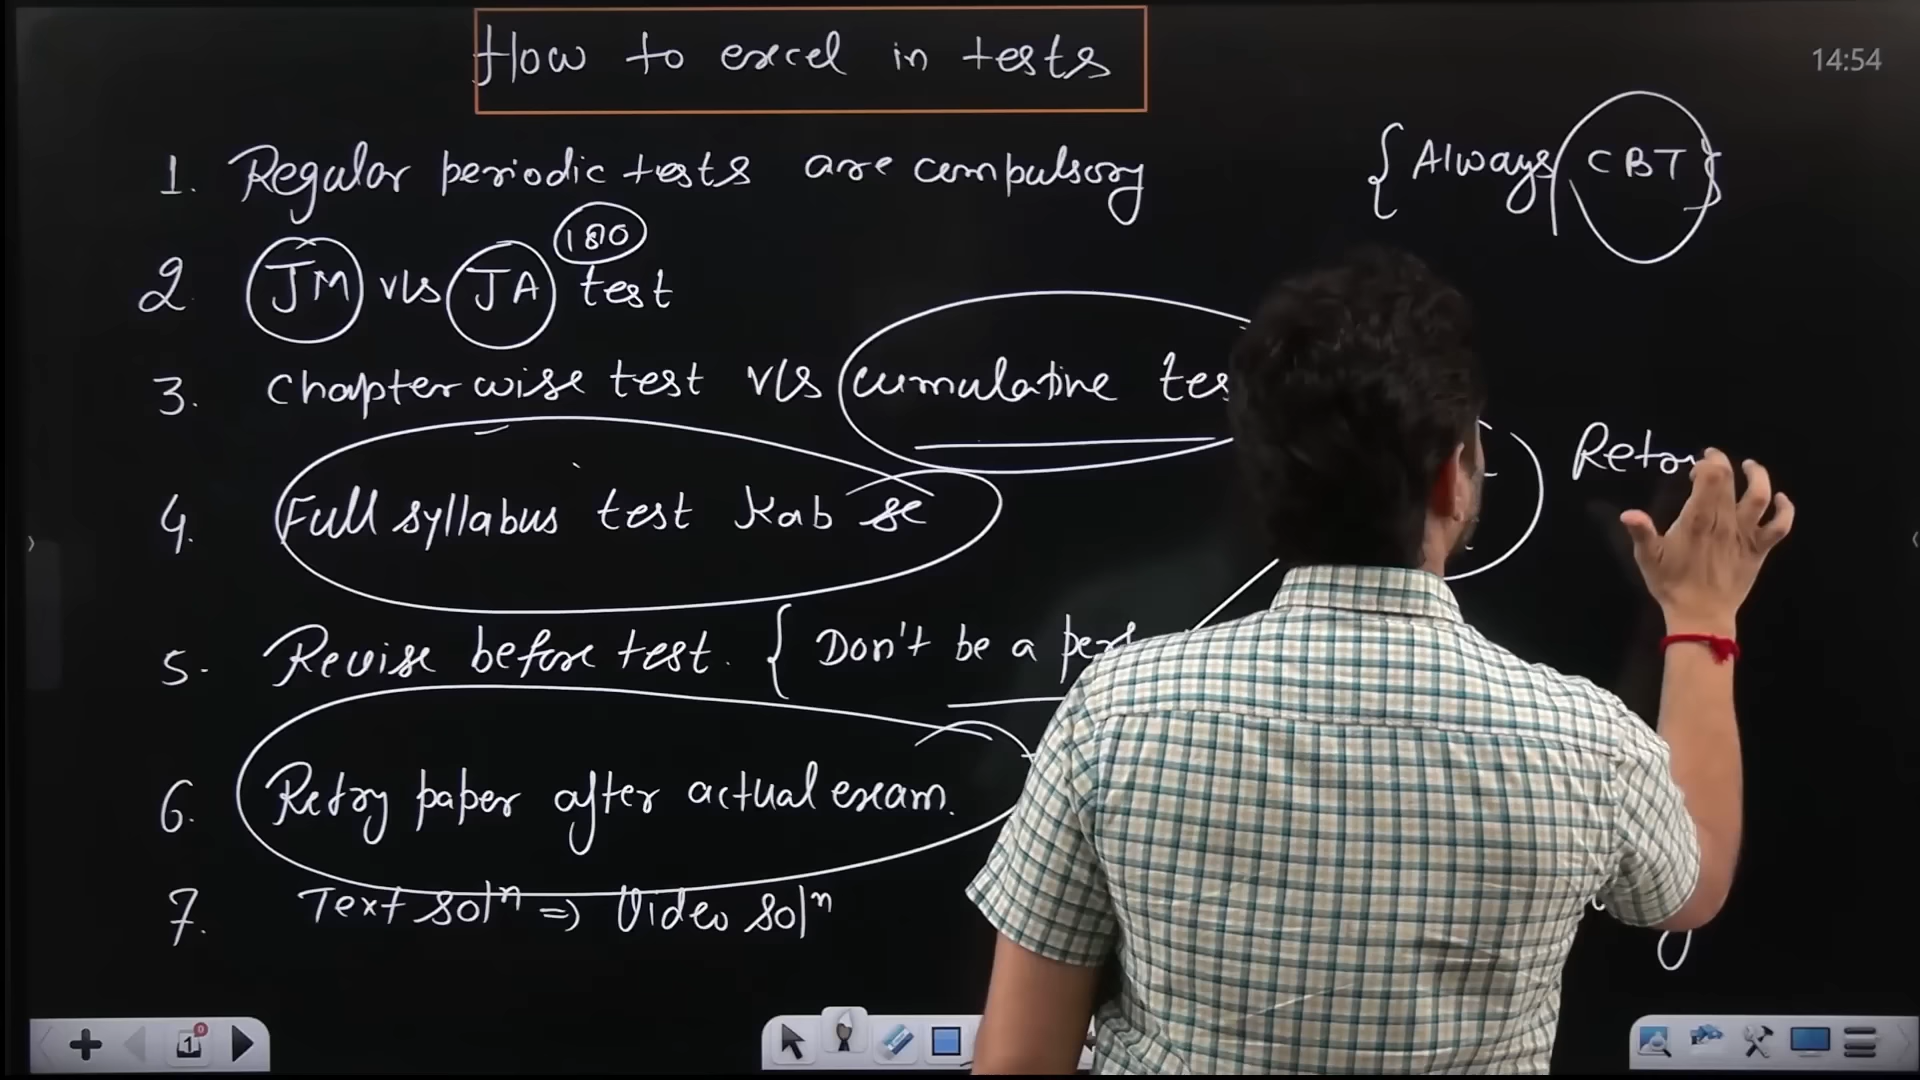 How to excel in tests
14:54
1. Regular periodic tests are compulsory {Always CBT}
180
2 JM v/s JA test
3. Chapter wise test v/s cumulative tes
Retry
4. Full syllabus test kab se
5. Revise before test. { Don't be a
6. Retry paper after actual exam.
7. Text solⁿ => Video solⁿ
1
0